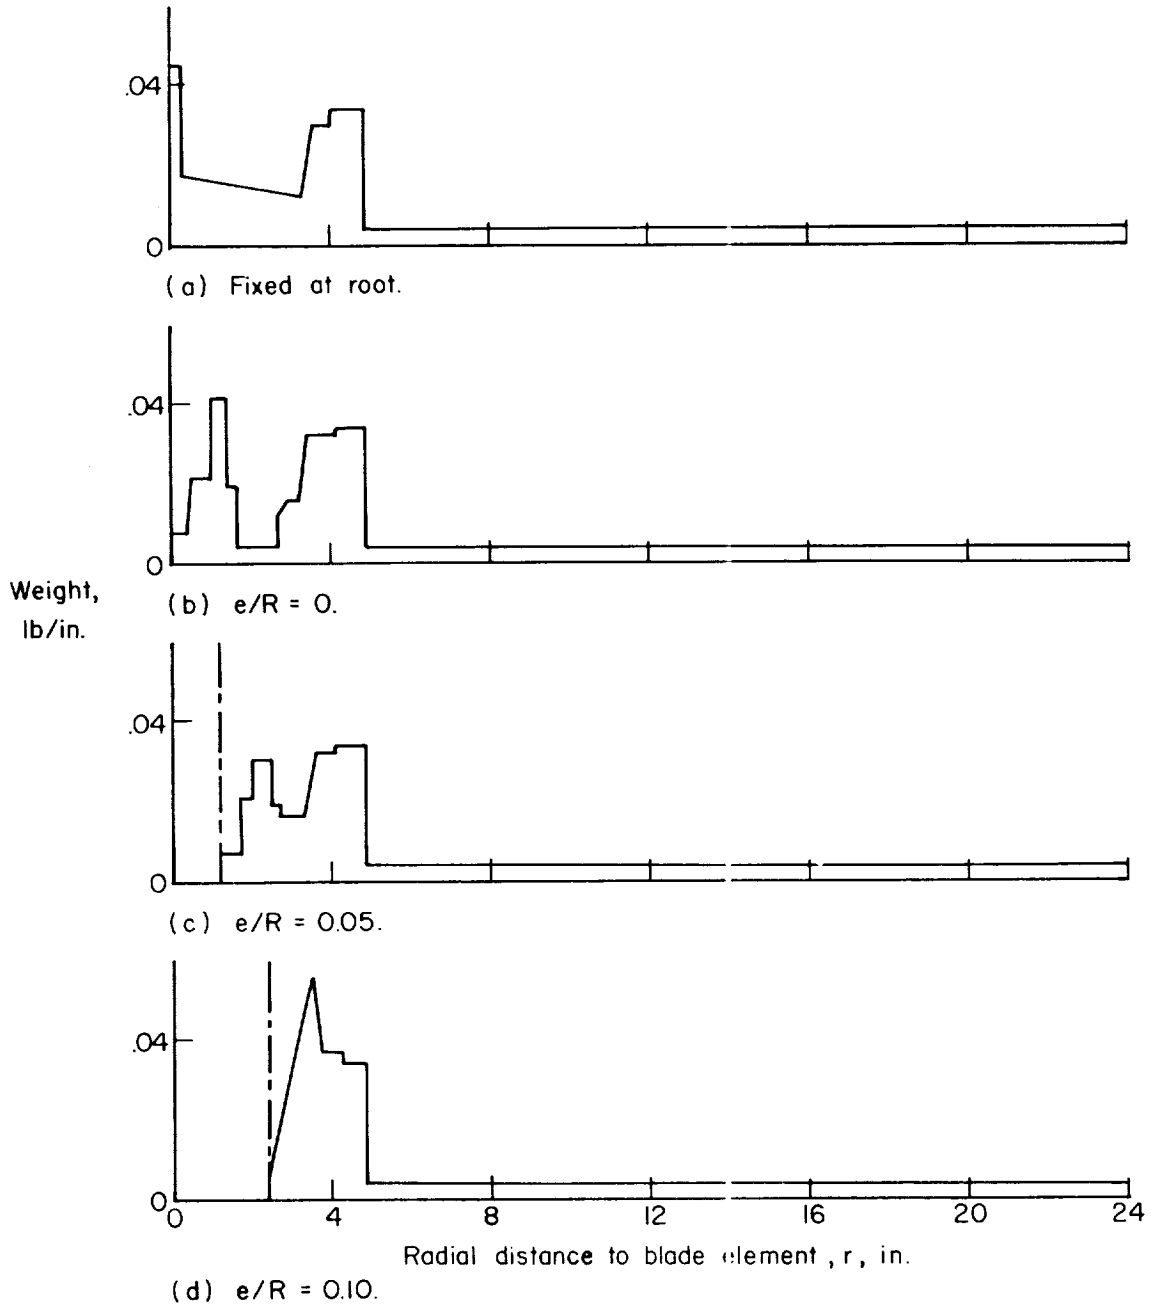 .04
0
(a) Fixed at root.
.04
0
(b) e/R = 0.
Weight,
lb/in.
.04
0
(c) e/R = 0.05.
.04
0
0 4 8 12 16 20 24
Radial distance to blade element, r, in.
(d) e/R = 0.10.